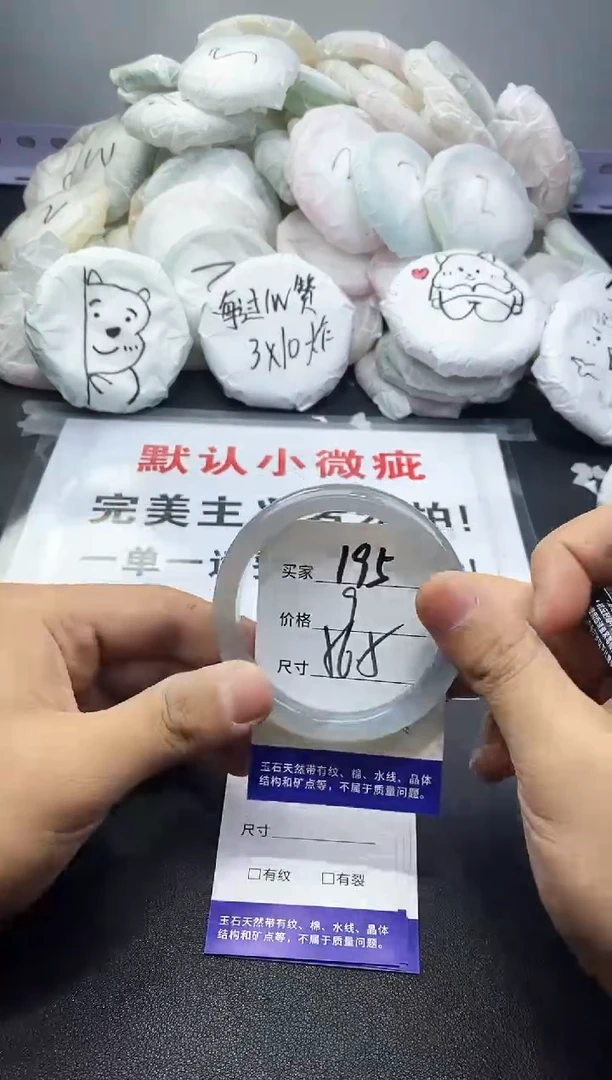 每过1W赞
3X10炸
默认小微疵
完美主
一单一
买家 195
价格 9
尺寸 868
玉石天然带有纹、棉、水线、晶体
结构和矿点等，不属于质量问题。
尺寸
□有纹 □有裂
玉石天然带有纹、棉、水线、晶体
结构和矿点等，不属于质量问题。